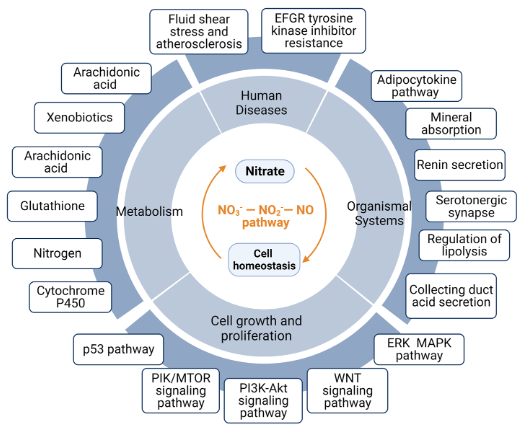 Fluid shear
stress and
atherosclerosis
EFGR tyrosine
kinase inhibitor
resistance
Arachidonic
acid
Xenobiotics
Arachidonic
acid
Glutathione
Nitrogen
Cytochrome
P450
Adipocytokine
pathway
Mineral
absorption
Renin secretion
Serotonergic
synapse
Regulation of
lipolysis
Collecting duct
acid secretion
Human
Diseases
Metabolism
Organismal
Systems
Nitrate
NO₃⁻ — NO₂⁻ — NO
pathway
Cell
homeostasis
Cell growth and
proliferation
p53 pathway
PIK/MTOR
signaling
pathway
PI3K-Akt
signaling
pathway
WNT
signaling
pathway
ERK MAPK
pathway